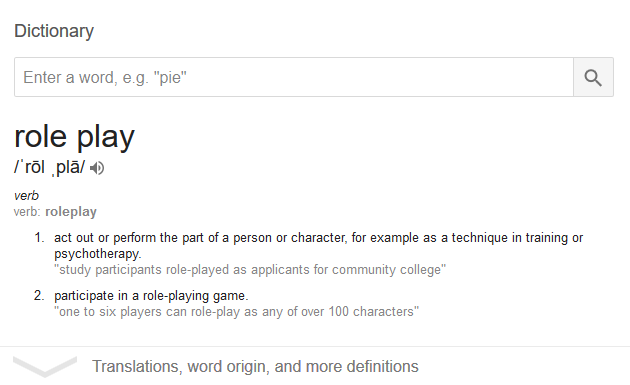 Dictionary
Enter a word, e.g. "pie"
role play
/ˈrōl ˌplā/
verb
verb: roleplay
1. act out or perform the part of a person or character, for example as a technique in training or
psychotherapy.
"study participants role-played as applicants for community college"
2. participate in a role-playing game.
"one to six players can role-play as any of over 100 characters"
Translations, word origin, and more definitions